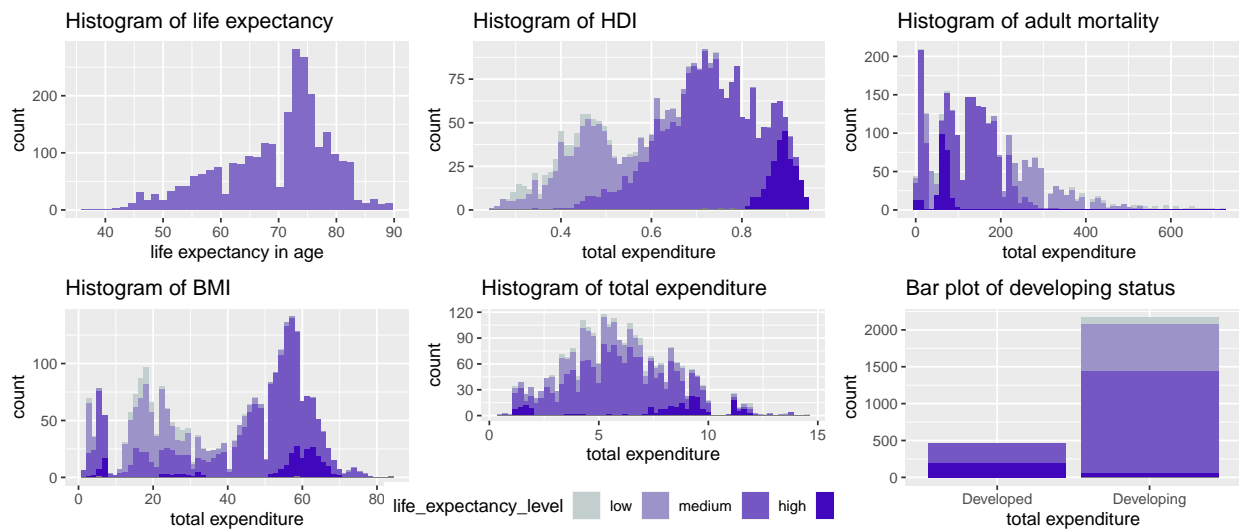 Histogram of life expectancy
count
200
100
0
40 50 60 70 80 90
life expectancy in age
Histogram of HDI
count
75
50
25
0
0.4 0.6 0.8
total expenditure
Histogram of adult mortality
count
200
150
100
50
0
0 200 400 600
total expenditure
Histogram of BMI
count
100
50
0
0 20 40 60 80
total expenditure
Histogram of total expenditure
count
120
90
60
30
0
0 5 10 15
total expenditure
Bar plot of developing status
count
2000
1500
1000
500
0
Developed Developing
total expenditure
life_expectancy_level low medium high